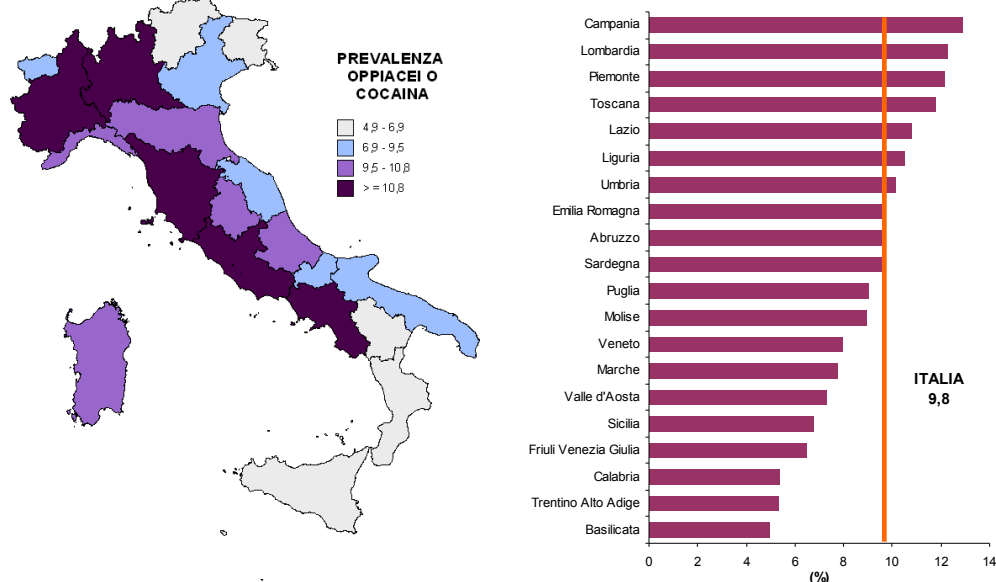 PREVALENZA
OPPIACEI O
COCAINA
4,9 - 6,9
6,9 - 9,5
9,5 - 10,8
> = 10,8
Campania
Lombardia
Piemonte
Toscana
Lazio
Liguria
Umbria
Emilia Romagna
Abruzzo
Sardegna
Puglia
Molise
Veneto
Marche
Valle d'Aosta
Sicilia
Friuli Venezia Giulia
Calabria
Trentino Alto Adige
Basilicata
ITALIA
9,8
0 2 4 6 8 10 12 14
(%)